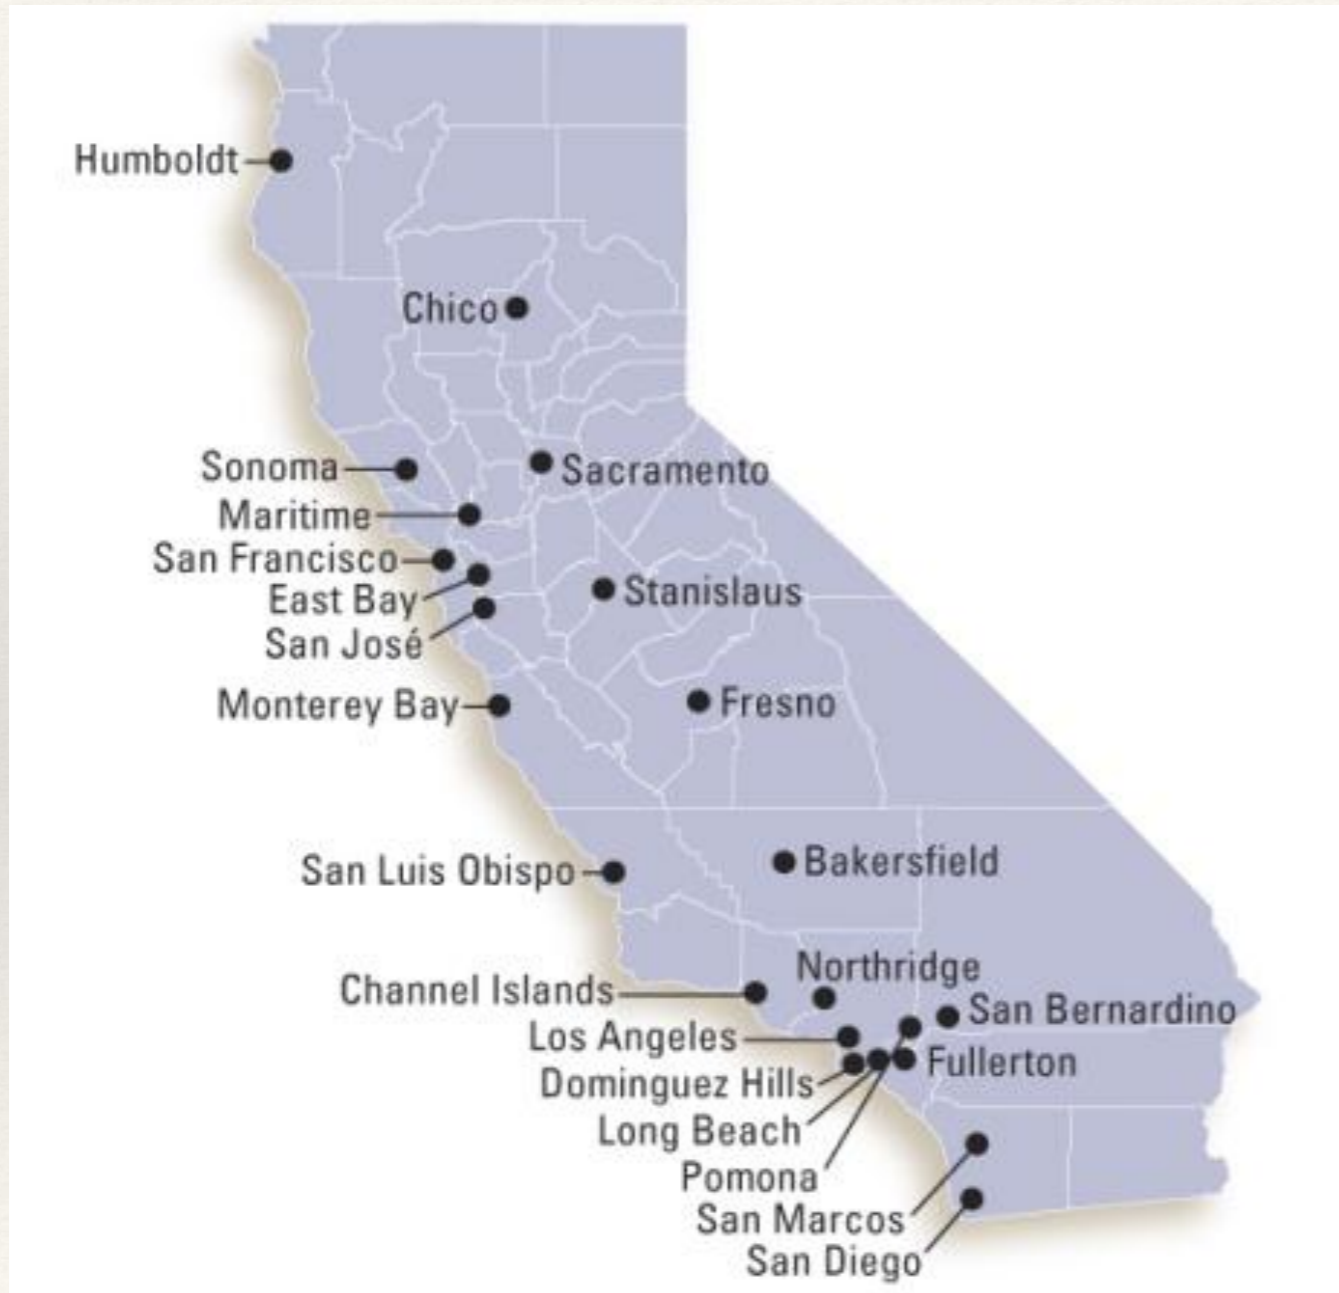 Humboldt
Chico
Sonoma
Sacramento
Maritime
San Francisco
East Bay
Stanislaus
San José
Monterey Bay
Fresno
San Luis Obispo
Bakersfield
Northridge
Channel Islands
San Bernardino
Los Angeles
Fullerton
Dominguez Hills
Long Beach
Pomona
San Marcos
San Diego